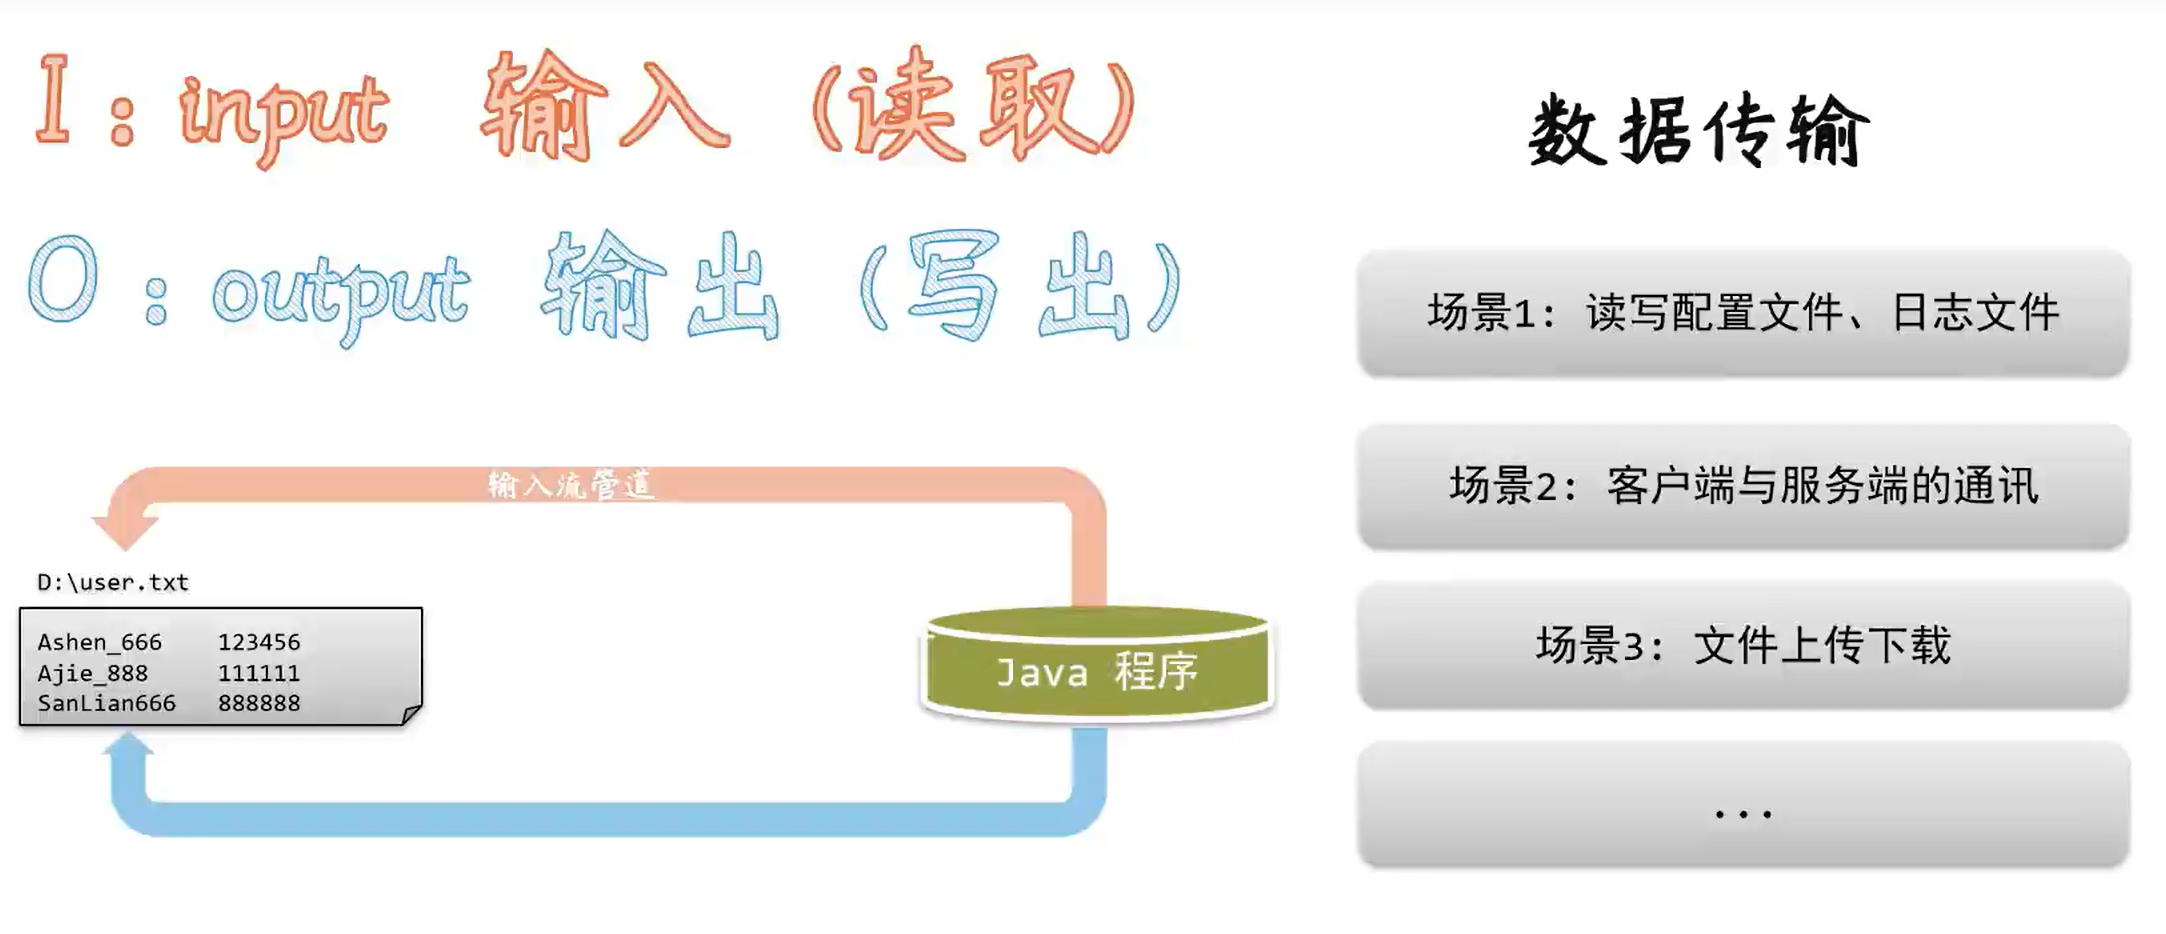 I：input 输入（读取）
O：output 输出（写出）
输入流管道
D:\user.txt
Ashen_666 123456
Ajie_888 111111
SanLian666 888888
Java 程序
数据传输
场景1：读写配置文件、日志文件
场景2：客户端与服务端的通讯
场景3：文件上传下载
...